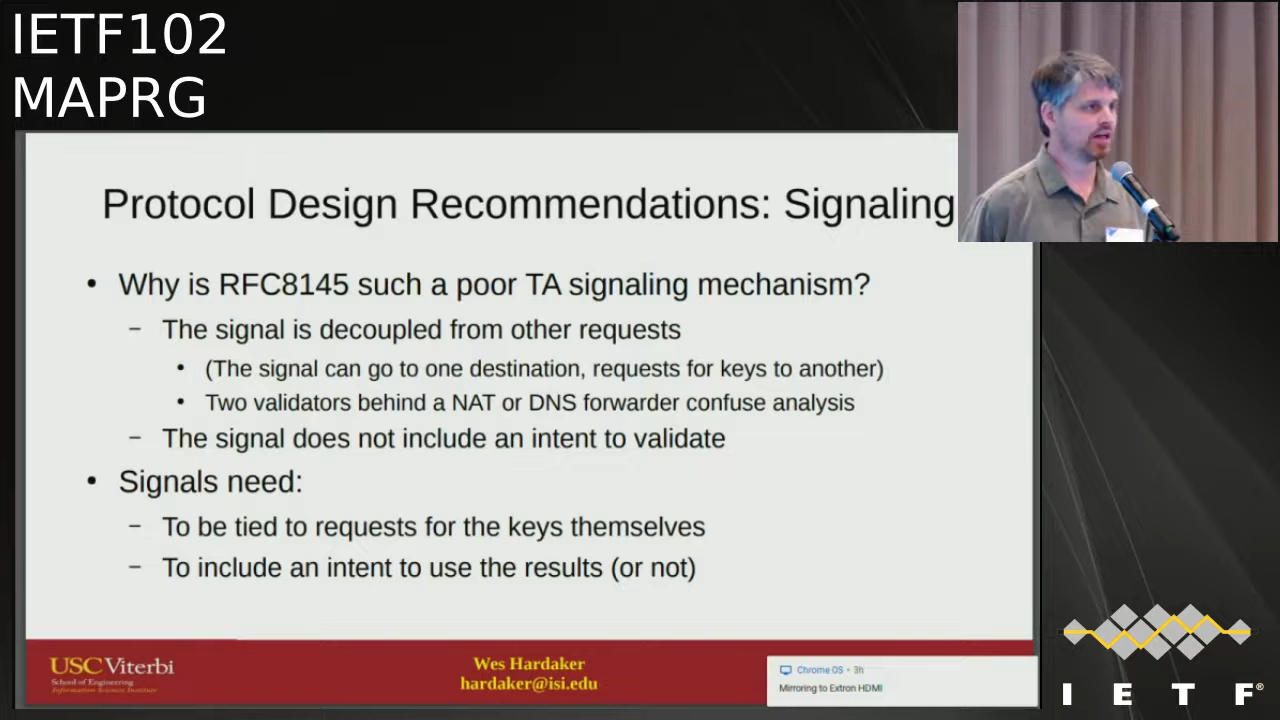 IETF102
MAPRG
Protocol Design Recommendations: Signaling
• Why is RFC8145 such a poor TA signaling mechanism?
– The signal is decoupled from other requests
• (The signal can go to one destination, requests for keys to another)
• Two validators behind a NAT or DNS forwarder confuse analysis
– The signal does not include an intent to validate
• Signals need:
– To be tied to requests for the keys themselves
– To include an intent to use the results (or not)
USC Viterbi
School of Engineering
Information Sciences Institute
Wes Hardaker
hardaker@isi.edu
Chrome OS • 3h
Mirroring to Extron HDMI
I E T F®